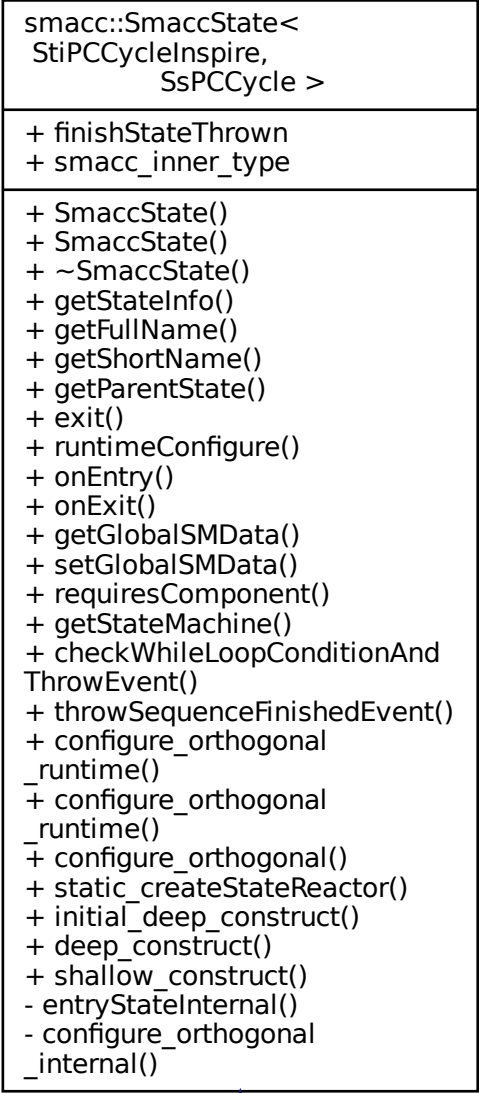 smacc::SmaccState<
StiPCCycleInspire,
SsPCCycle >
+ finishStateThrown
+ smacc_inner_type
+ SmaccState()
+ SmaccState()
+ ~SmaccState()
+ getStateInfo()
+ getFullName()
+ getShortName()
+ getParentState()
+ exit()
+ runtimeConfigure()
+ onEntry()
+ onExit()
+ getGlobalSMData()
+ setGlobalSMData()
+ requiresComponent()
+ getStateMachine()
+ checkWhileLoopConditionAnd
ThrowEvent()
+ throwSequenceFinishedEvent()
+ configure_orthogonal
_runtime()
+ configure_orthogonal
_runtime()
+ configure_orthogonal()
+ static_createStateReactor()
+ initial_deep_construct()
+ deep_construct()
+ shallow_construct()
- entryStateInternal()
- configure_orthogonal
_internal()